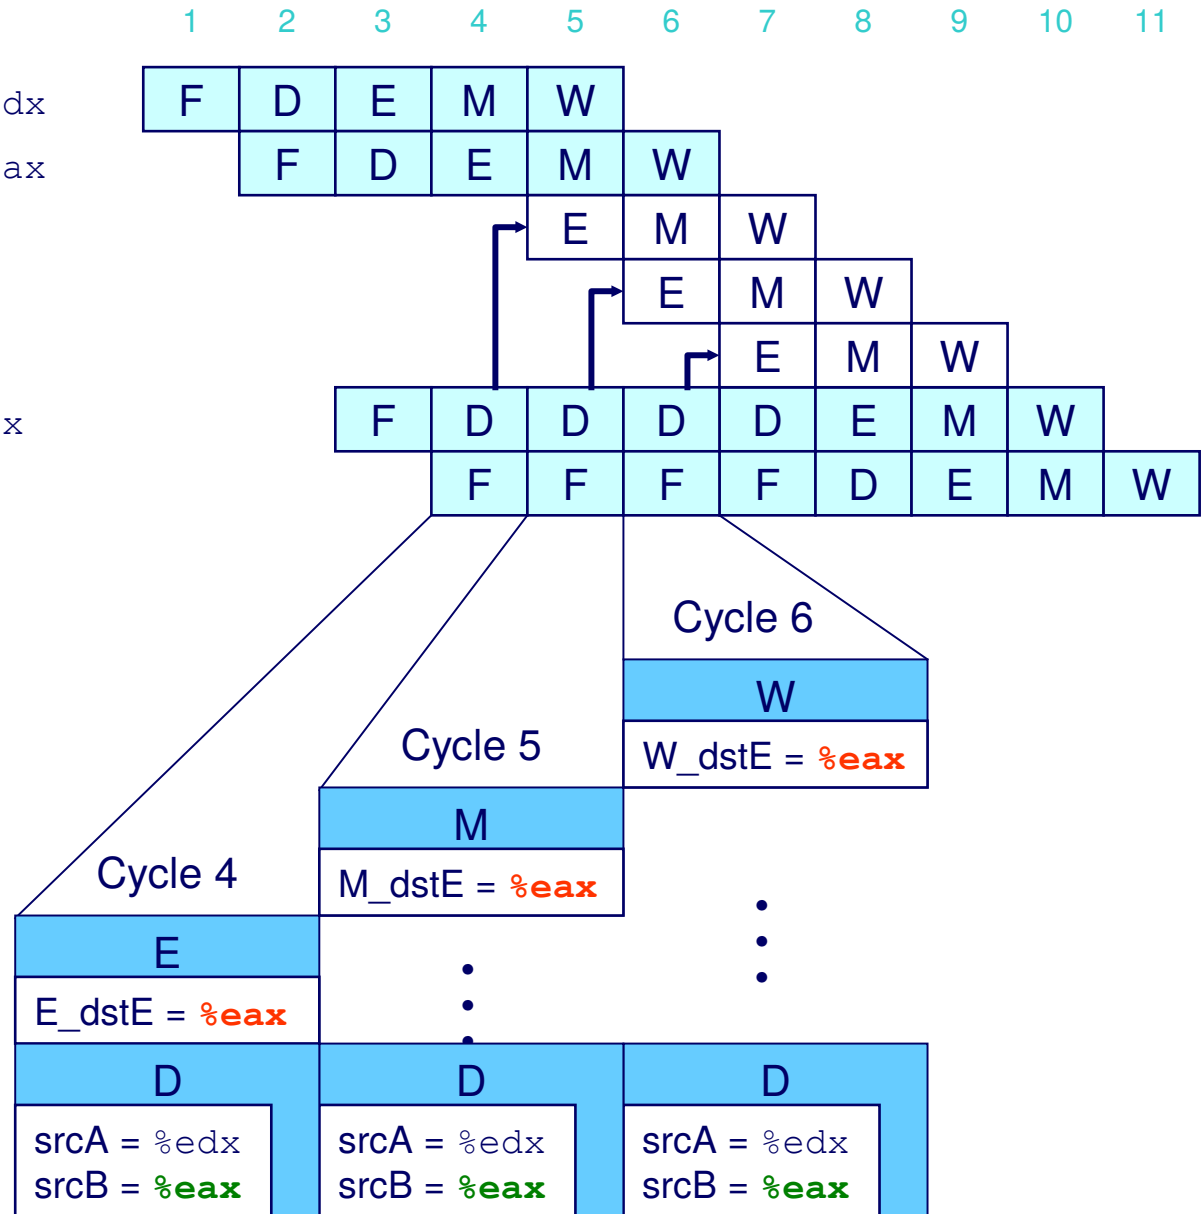 1 2 3 4 5 6 7 8 9 10 11
dx F D E M W
ax F D E M W
E M W
E M W
E M W
x F D D D D E M W
F F F F D E M W
Cycle 6
W
W_dstE = %eax
Cycle 5
M
M_dstE = %eax
Cycle 4
E
E_dstE = %eax
D D D
srcA = %edx srcA = %edx srcA = %edx
srcB = %eax srcB = %eax srcB = %eax